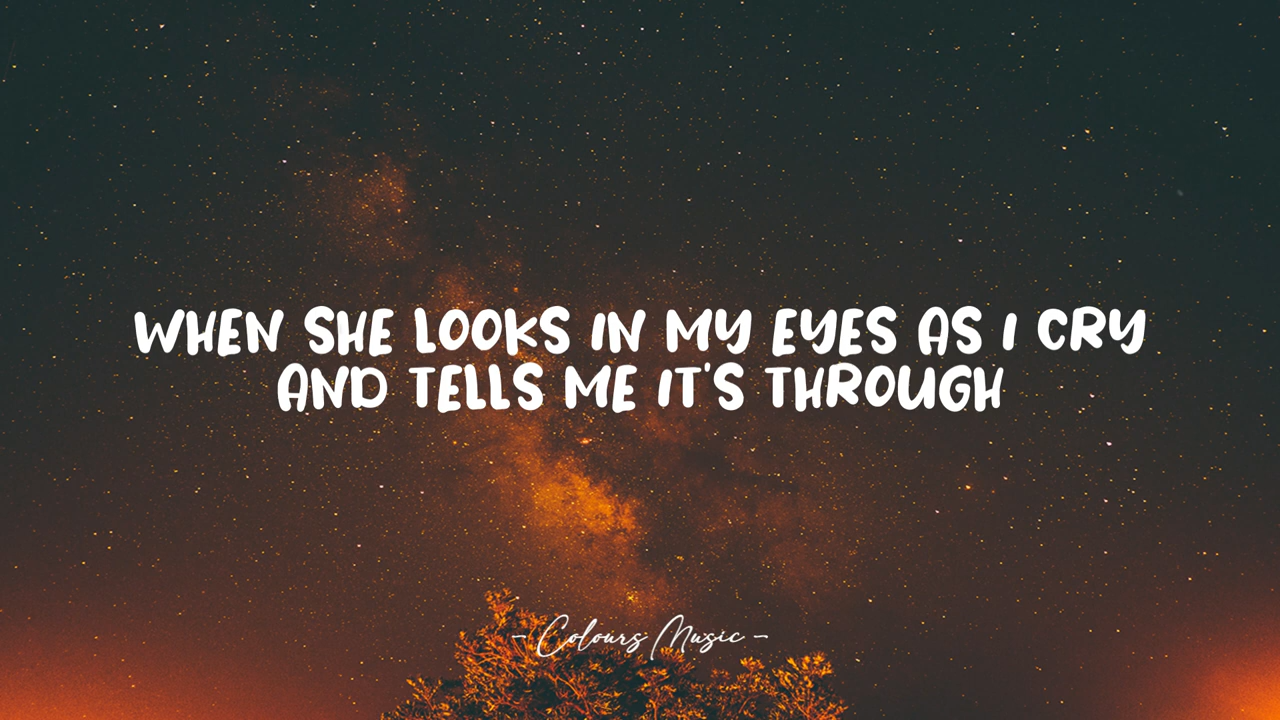 WHEN SHE LOOKS IN MY EYES AS I CRY
AND TELLS ME IT'S THROUGH
- Colours Music -